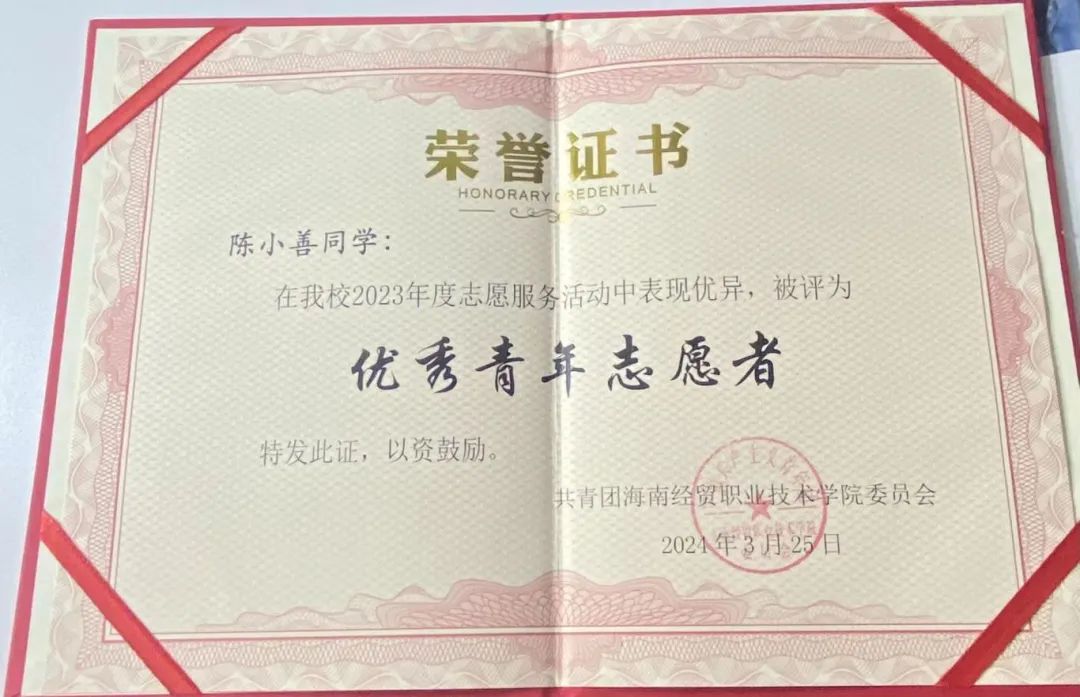 荣誉证书
HONORARY CREDENTIAL
陈小善同学：
在我校2023年度志愿服务活动中表现优异，被评为
优秀青年志愿者
特发此证，以资鼓励。
共青团海南经贸职业技术学院委员会
2024年3月25日